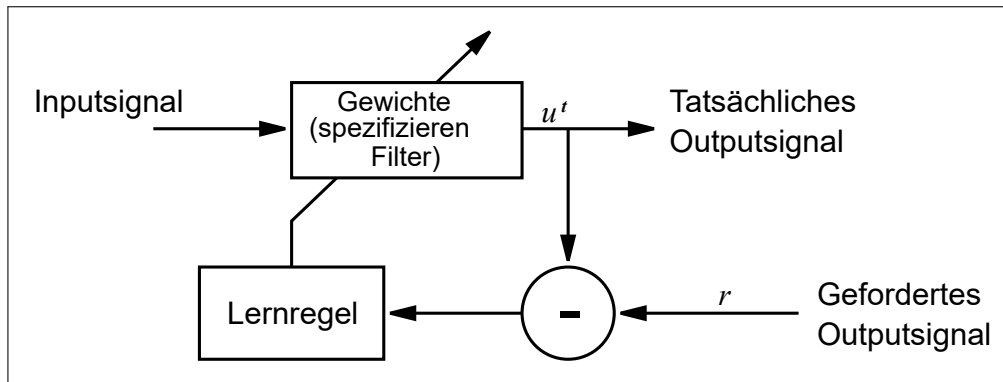 Inputsignal
Gewichte
(spezifizieren
Filter)
u t
Tatsächliches
Outputsignal
Lernregel
-
r
Gefordertes
Outputsignal